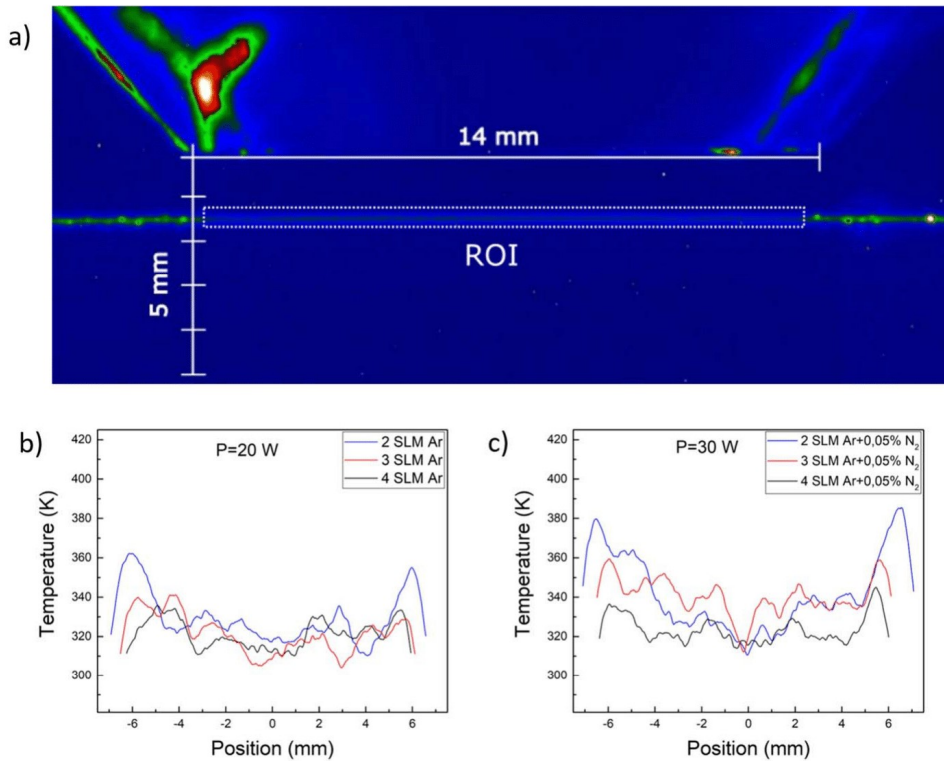 a)
14 mm
ROI
5 mm
b)
P=20 W
2 SLM Ar
3 SLM Ar
4 SLM Ar
Temperature (K)
420
400
380
360
340
320
300
-6 -4 -2 0 2 4 6
Position (mm)
c)
P=30 W
2 SLM Ar+0,05% N₂
3 SLM Ar+0,05% N₂
4 SLM Ar+0,05% N₂
Temperature (K)
420
400
380
360
340
320
300
-6 -4 -2 0 2 4 6
Position (mm)